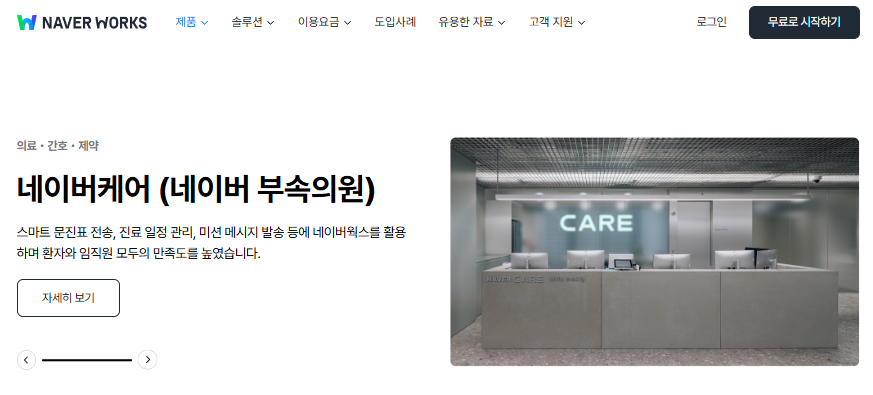 NAVER WORKS
제품
솔루션
이용요금
도입사례
유용한 자료
고객 지원
로그인
무료로 시작하기
의료 • 간호 • 제약
네이버케어 (네이버 부속의원)
스마트 문진표 전송, 진료 일정 관리, 미션 메시지 발송 등에 네이버웍스를 활용
하며 환자와 임직원 모두의 만족도를 높였습니다.
자세히 보기
CARE
NAVER CARE